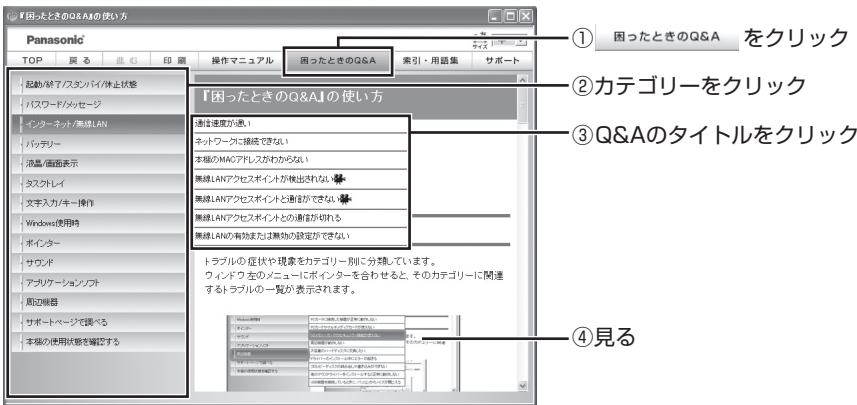 『困ったときのQ&A』の使い方
Panasonic
サイズ
TOP 戻る 進む 印刷 操作マニュアル 困ったときのQ&A 索引・用語集 サポート
起動/終了/スタンバイ/休止状態
パスワード/メッセージ
インターネット/無線LAN
バッテリー
液晶/画面表示
タスクトレイ
文字入力/キー操作
Windows使用時
ポインター
サウンド
アプリケーションソフト
周辺機器
サポートページで調べる
本機の使用状態を確認する
『困ったときのQ&A』の使い方
通信速度が遅い
ネットワークに接続できない
本機のMACアドレスがわからない
無線LANアクセスポイントが検出されない
無線LANアクセスポイントと通信ができない
無線LANアクセスポイントとの通信が切れる
無線LANの有効または無効の設定ができない
トラブルの症状や現象をカテゴリー別に分類しています。
ウィンドウ左のメニューにポインターを合わせると、そのカテゴリーに関連
するトラブルの一覧が表示されます。
① 困ったときのQ&A をクリック
②カテゴリーをクリック
③Q&Aのタイトルをクリック
④見る